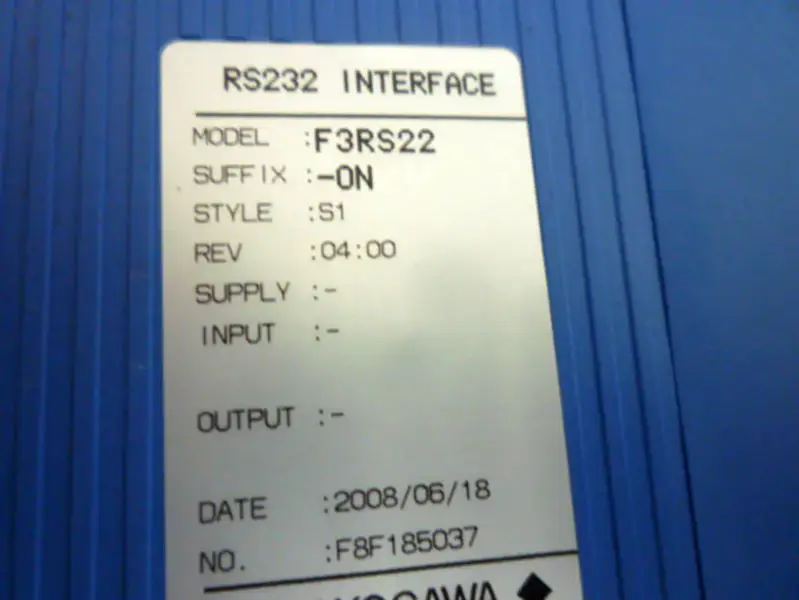 RS232 INTERFACE
MODEL :F3RS22
SUFFIX :-0N
STYLE :S1
REV :04:00
SUPPLY :-
INPUT :-
OUTPUT :-
DATE :2008/06/18
NO. :F8F185037
YOKOGAWA ◆